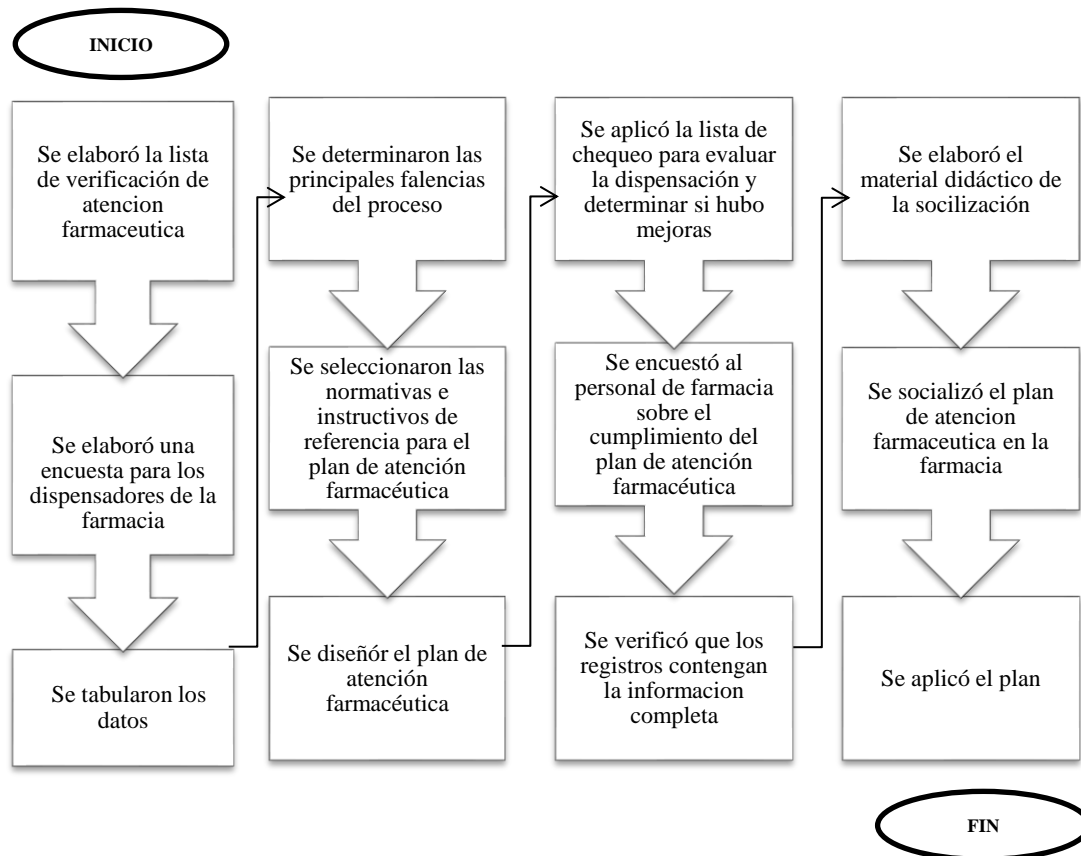 INICIO
Se elaboró la lista
de verificación de
atencion
farmaceutica
Se elaboró una
encuesta para los
dispensadores de la
farmacia
Se tabularon los
datos
Se determinaron las
principales falencias
del proceso
Se seleccionaron las
normativas e
instructivos de
referencia para el
plan de atención
farmacéutica
Se diseñór el plan de
atención
farmacéutica
Se aplicó la lista de
chequeo para evaluar
la dispensación y
determinar si hubo
mejoras
Se encuestó al
personal de farmacia
sobre el
cumplimiento del
plan de atención
farmacéutica
Se verificó que los
registros contengan
la informacion
completa
Se elaboró el
material didáctico de
la socilización
Se socializó el plan
de atencion
farmaceutica en la
farmacia
Se aplicó el plan
FIN